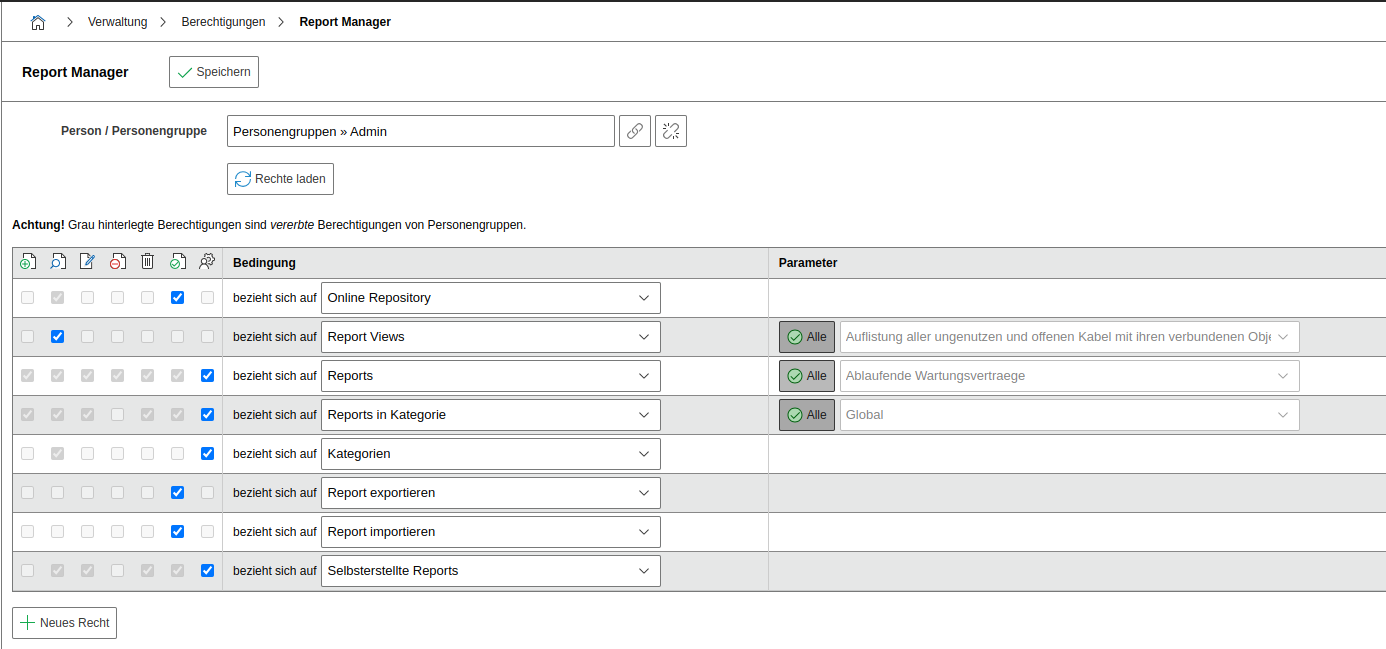 Verwaltung Berechtigungen Report Manager
Report Manager Speichern
Person / Personengruppe Personengruppen » Admin
Rechte laden
Achtung! Grau hinterlegte Berechtigungen sind vererbte Berechtigungen von Personengruppen.
Bedingung Parameter
bezieht sich auf Online Repository
bezieht sich auf Report Views Alle Auflistung aller ungenutzen und offenen Kabel mit ihren verbundenen Obje
bezieht sich auf Reports Alle Ablaufende Wartungsvertraege
bezieht sich auf Reports in Kategorie Alle Global
bezieht sich auf Kategorien
bezieht sich auf Report exportieren
bezieht sich auf Report importieren
bezieht sich auf Selbsterstellte Reports
Neues Recht